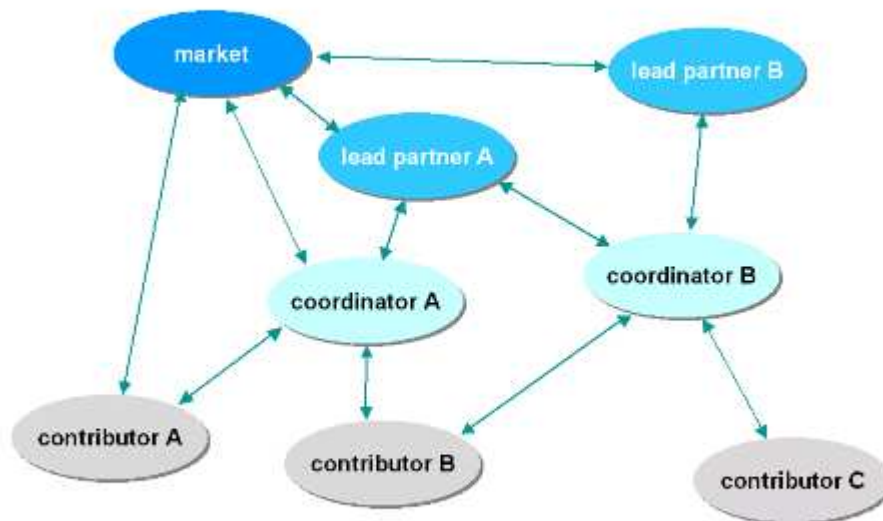 market
lead partner B
lead partner A
coordinator B
coordinator A
contributor A
contributor B
contributor C